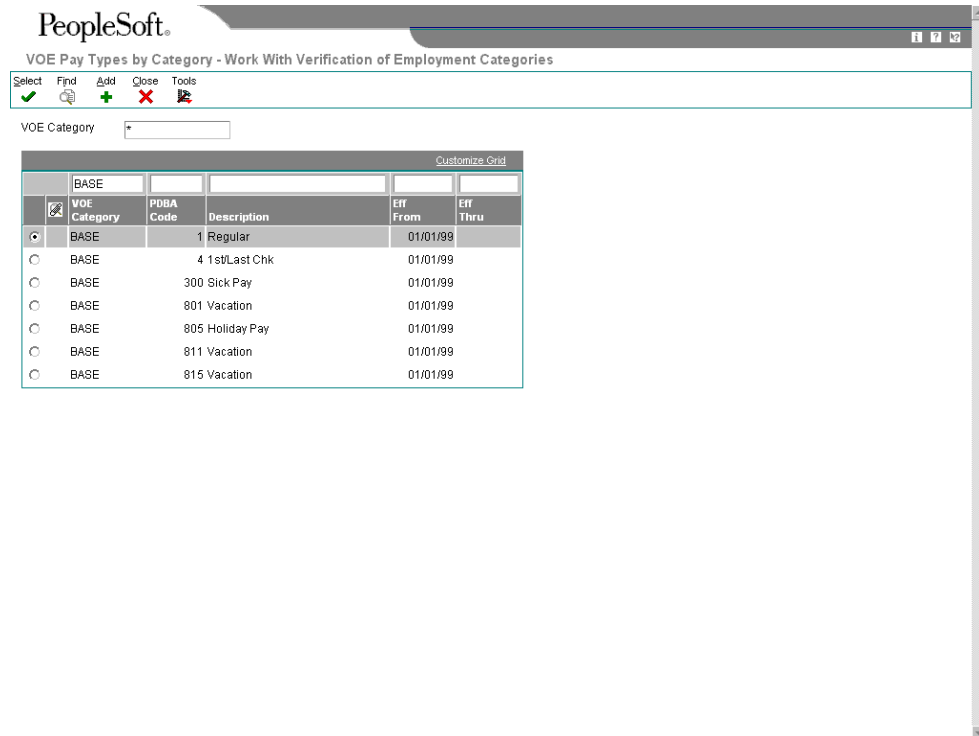 PeopleSoft®
VOE Pay Types by Category - Work With Verification of Employment Categories
Select Find Add Close Tools
VOE Category *
Customize Grid
BASE
VOE Category PDBA Code Description Eff From Eff Thru
BASE 1 Regular 01/01/99
BASE 4 1st/Last Chk 01/01/99
BASE 300 Sick Pay 01/01/99
BASE 801 Vacation 01/01/99
BASE 805 Holiday Pay 01/01/99
BASE 811 Vacation 01/01/99
BASE 815 Vacation 01/01/99